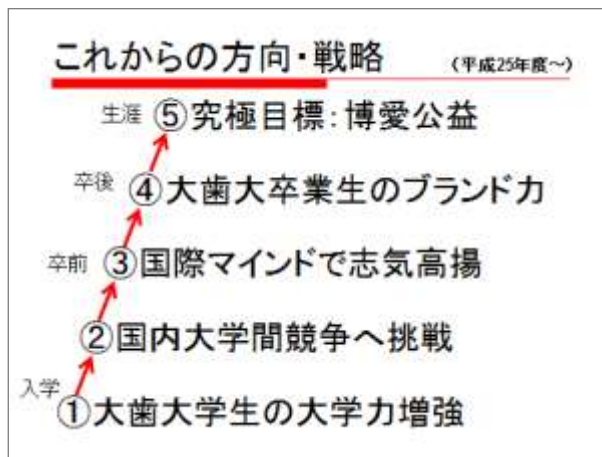 これからの方向・戦略 (平成25年度~)
生涯 ⑤究極目標:博愛公益
卒後 ④大歯大卒業生のブランド力
卒前 ③国際マインドで志気高揚
②国内大学間競争へ挑戦
入学 ①大歯大学生の大学力増強